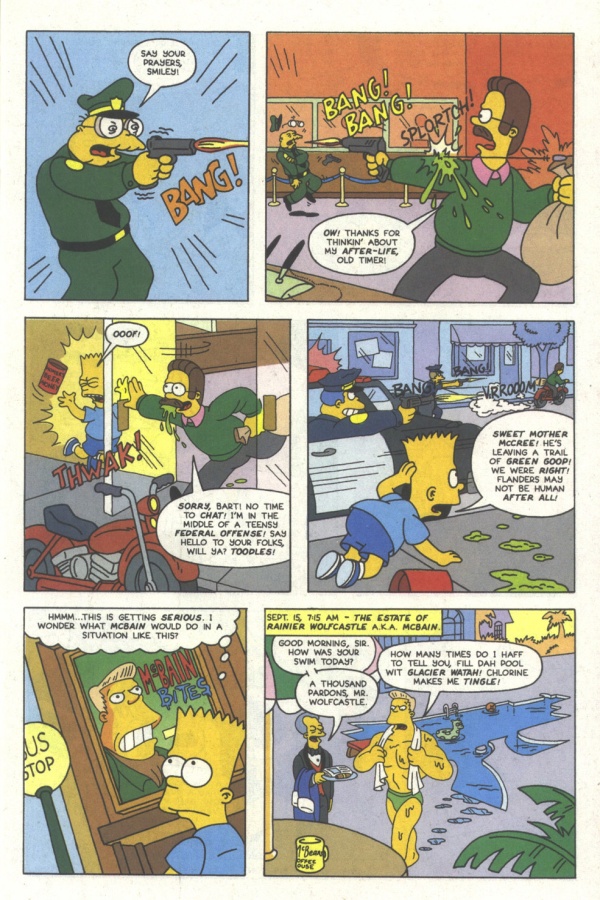 SAY YOUR
PRAYERS,
SMILEY!
BANG!
BANG!
BANG!
SPLORTCH!
OW! THANKS FOR
THINKIN' ABOUT
MY AFTER-LIFE,
OLD TIMER!
OOOF!
THWAK!
SORRY, BART! NO TIME
TO CHAT! I'M IN THE
MIDDLE OF A TEENSY
FEDERAL OFFENSE! SAY
HELLO TO YOUR FOLKS,
WILL YA? TOODLES!
BANG!
BANG!
VRROOOM
SWEET MOTHER
MCCREE! HE'S
LEAVING A TRAIL
OF GREEN GOOP!
WE WERE RIGHT!
FLANDERS MAY
NOT BE HUMAN
AFTER ALL!
HMMM...THIS IS GETTING SERIOUS. I
WONDER WHAT MCBAIN WOULD DO IN A
SITUATION LIKE THIS?
MCBAIN
BITES
BUS
STOP
SEPT. 15, 7:15 AM - THE ESTATE OF
RAINIER WOLFCASTLE A.K.A. MCBAIN.
GOOD MORNING, SIR.
HOW WAS YOUR
SWIM TODAY?
HOW MANY TIMES DO I HAFF
TO TELL YOU, FILL DAH POOL
WIT GLACIER WATAH! CHLORINE
MAKES ME TINGLE!
A THOUSAND
PARDONS, MR.
WOLFCASTLE.